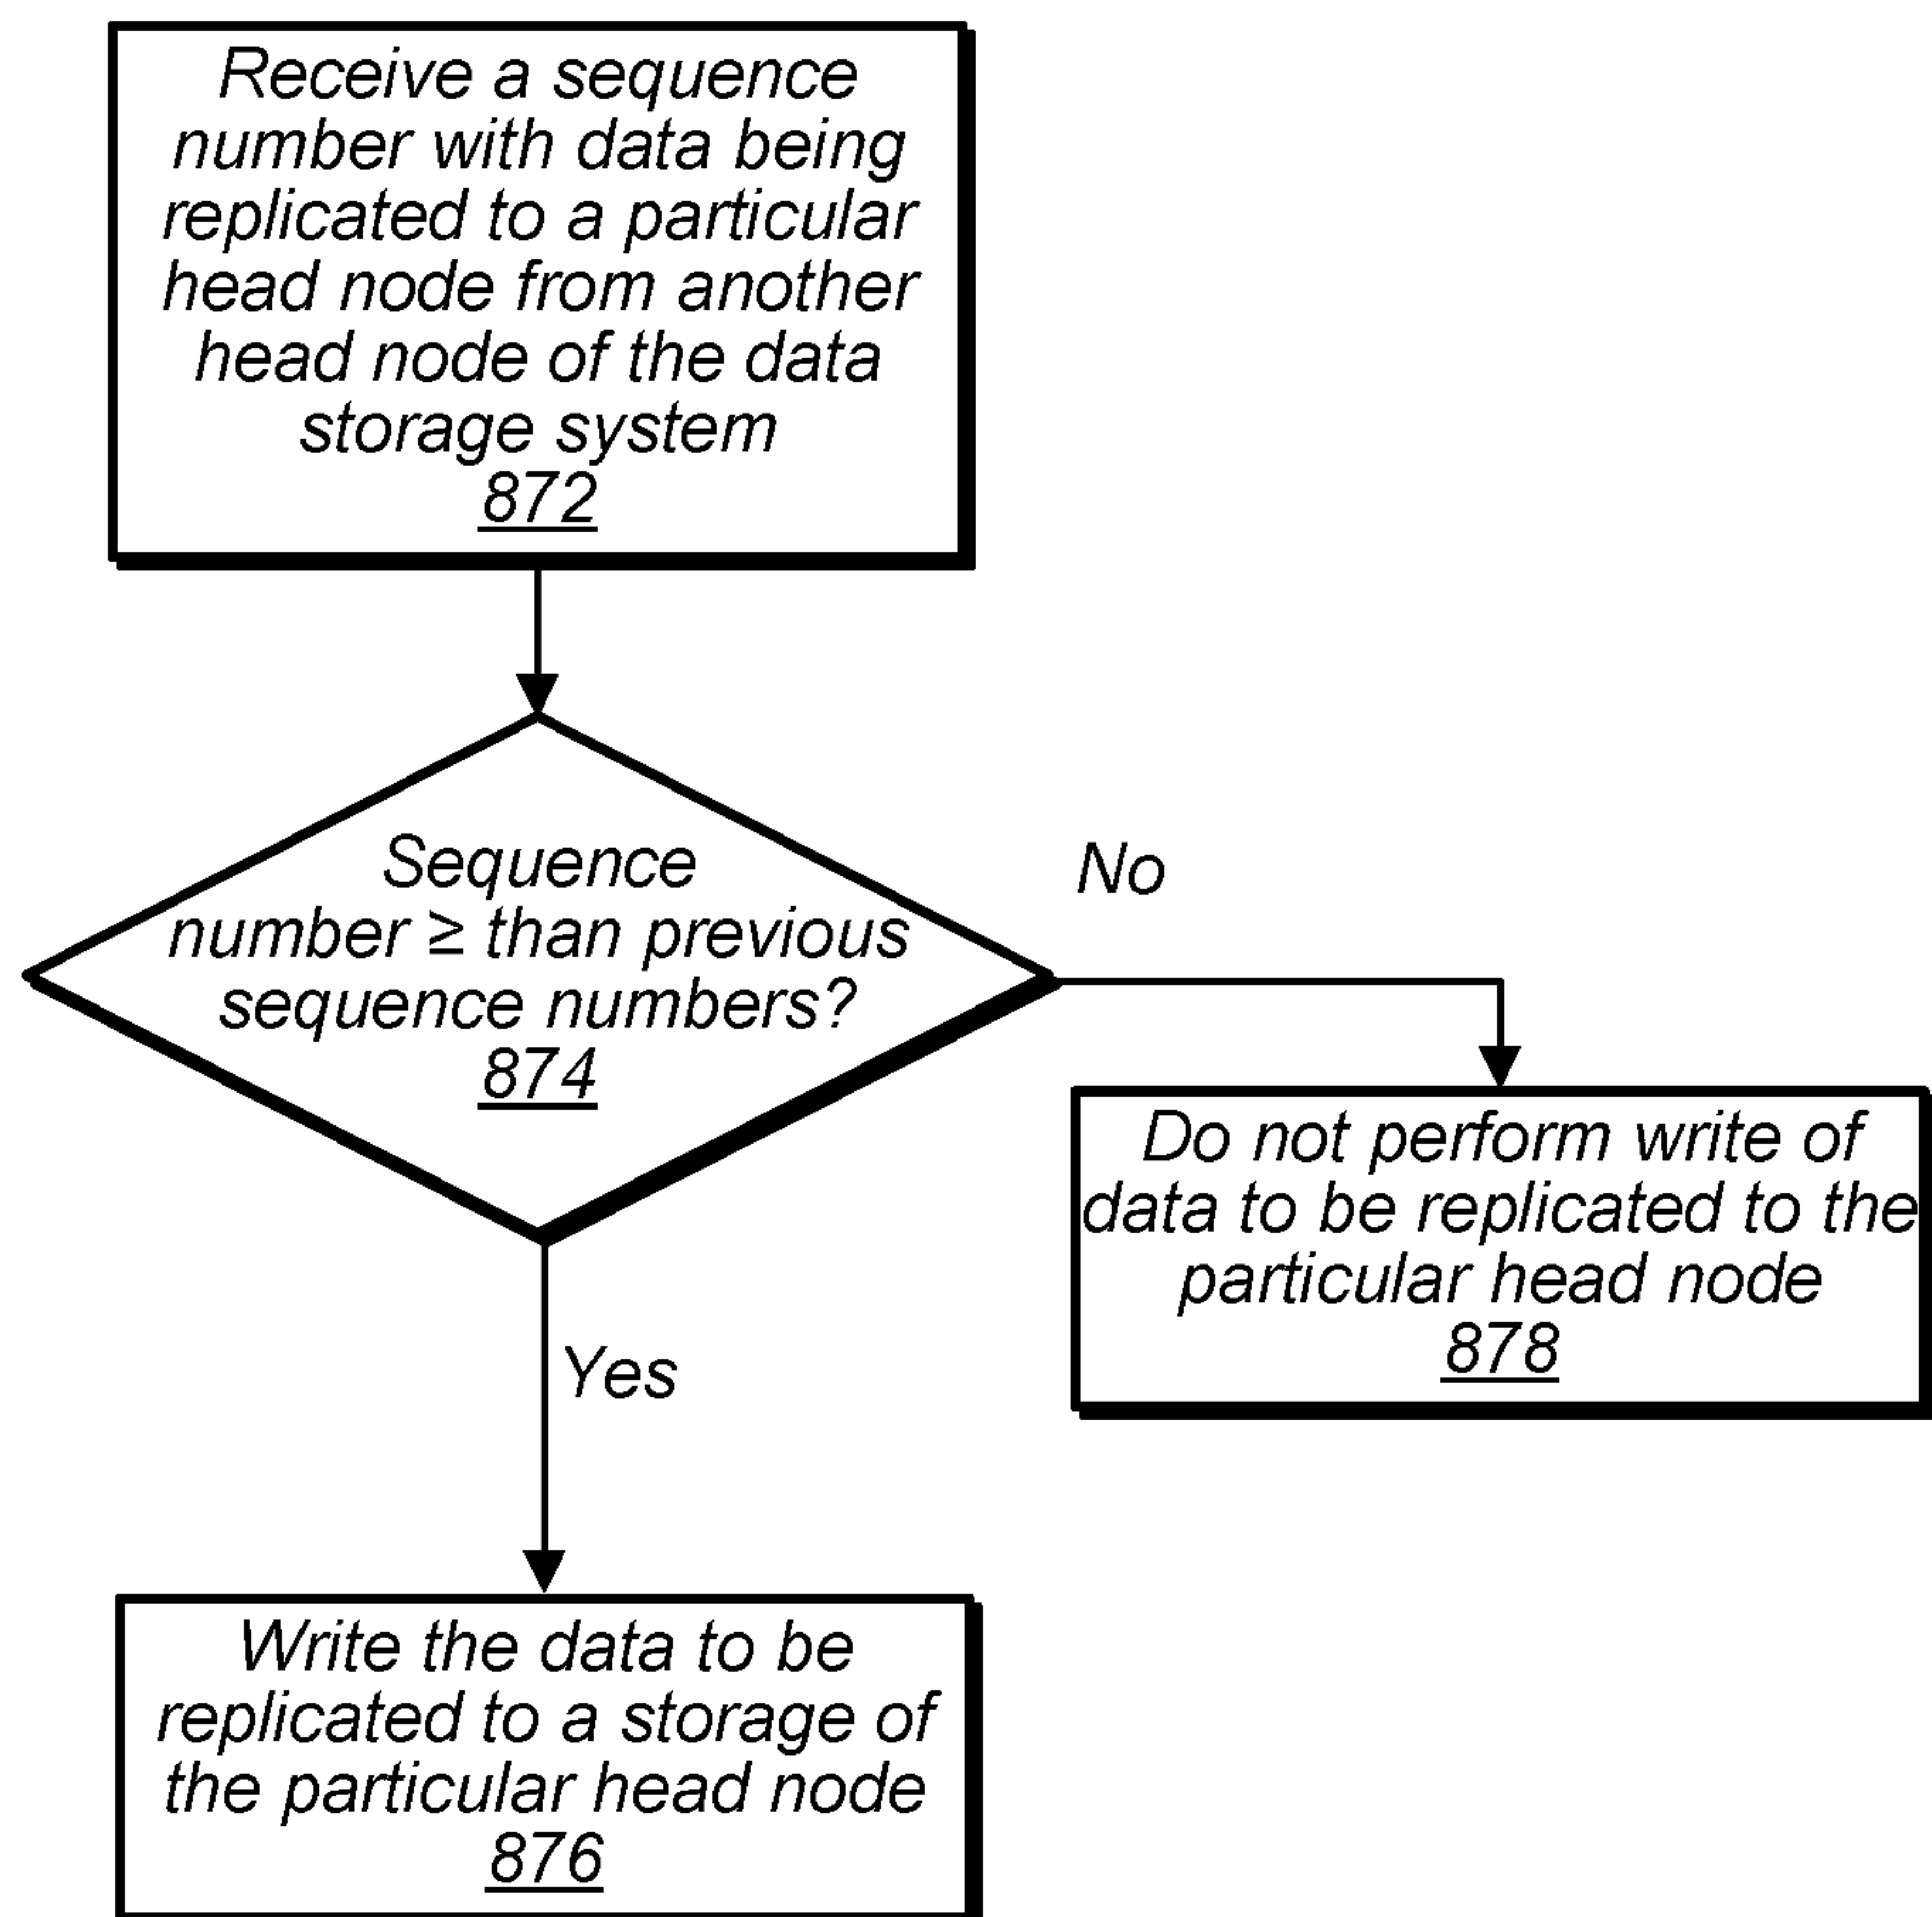 Receive a sequence
number with data being
replicated to a particular
head node from another
head node of the data
storage system
872
Sequence
number ≥ than previous
sequence numbers?
874
No
Do not perform write of
data to be replicated to the
particular head node
878
Yes
Write the data to be
replicated to a storage of
the particular head node
876